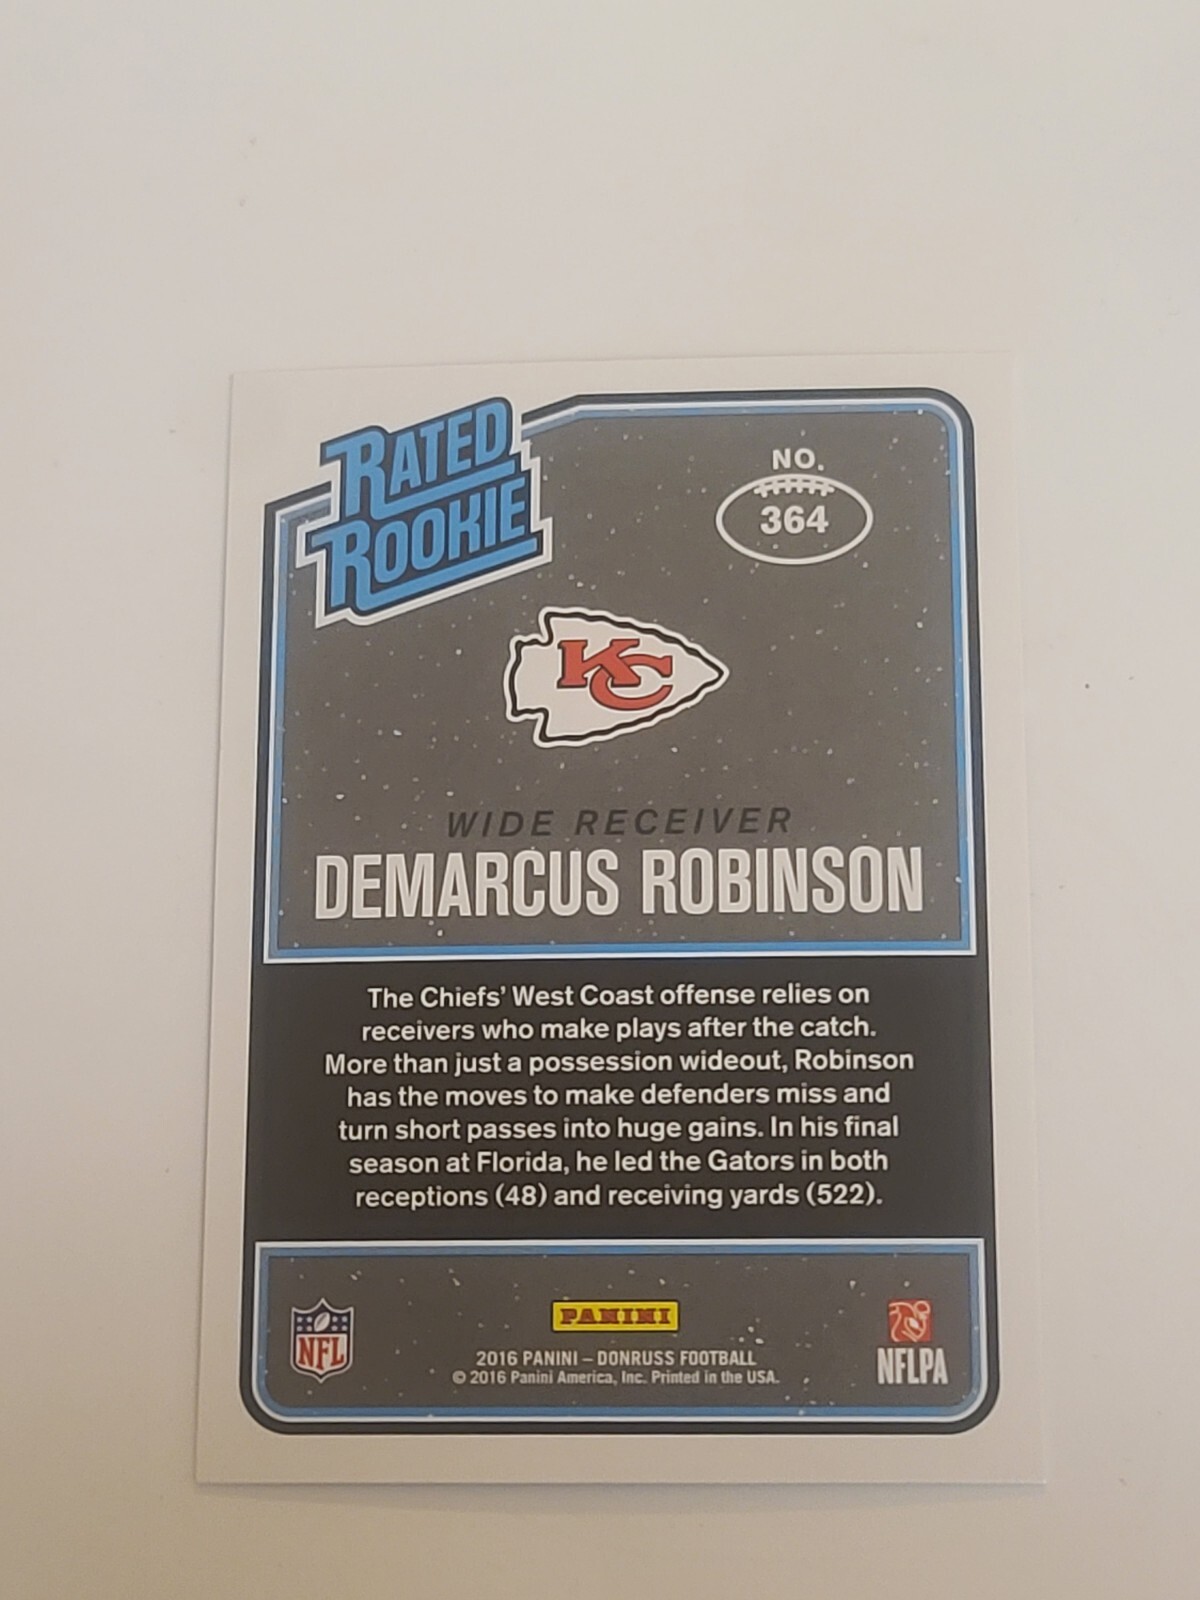 RATED
ROOKIE
NO.
364
KC
WIDE RECEIVER
DEMARCUS ROBINSON
The Chiefs' West Coast offense relies on
receivers who make plays after the catch.
More than just a possession wideout, Robinson
has the moves to make defenders miss and
turn short passes into huge gains. In his final
season at Florida, he led the Gators in both
receptions (48) and receiving yards (522).
NFL
PANINI
2016 PANINI – DONRUSS FOOTBALL
© 2016 Panini America, Inc. Printed in the USA.
NFLPA